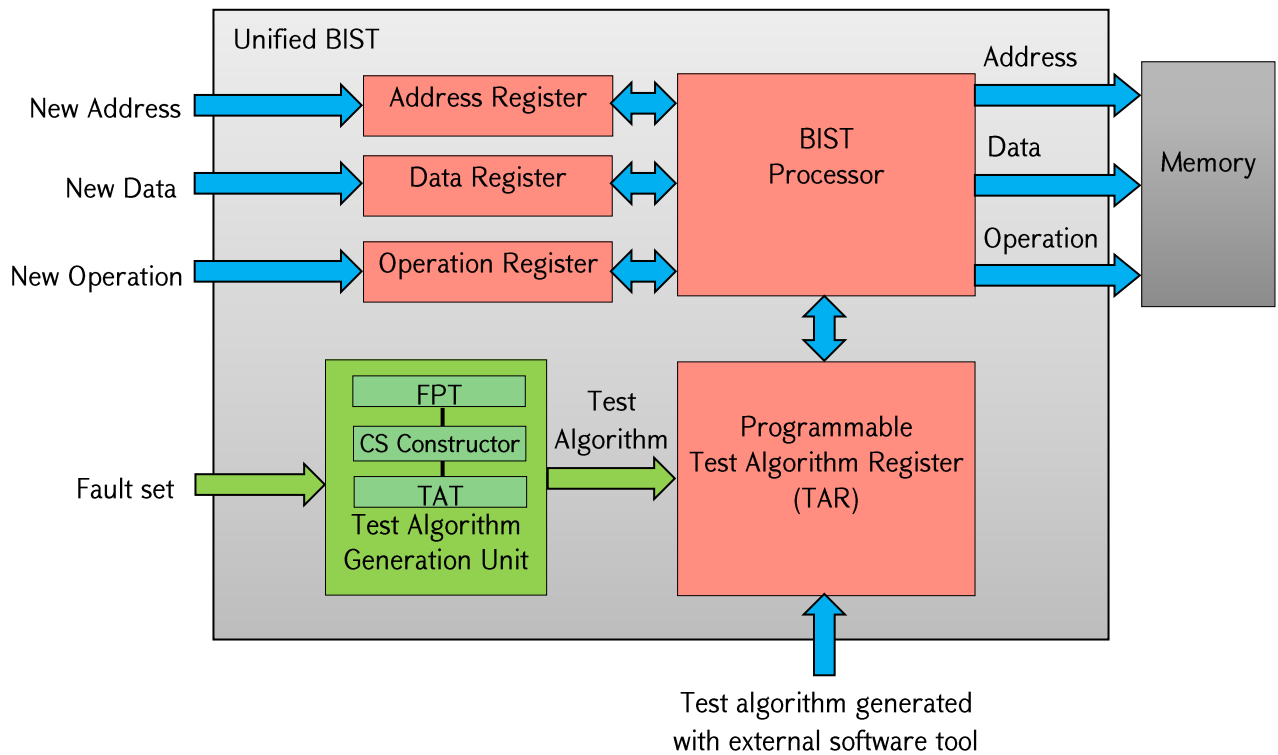 Unified BIST
New Address
Address Register
New Data
Data Register
New Operation
Operation Register
BIST
Processor
Address
Data
Operation
Memory
Fault set
FPT
CS Constructor
TAT
Test Algorithm
Generation Unit
Test
Algorithm
Programmable
Test Algorithm Register
(TAR)
Test algorithm generated
with external software tool